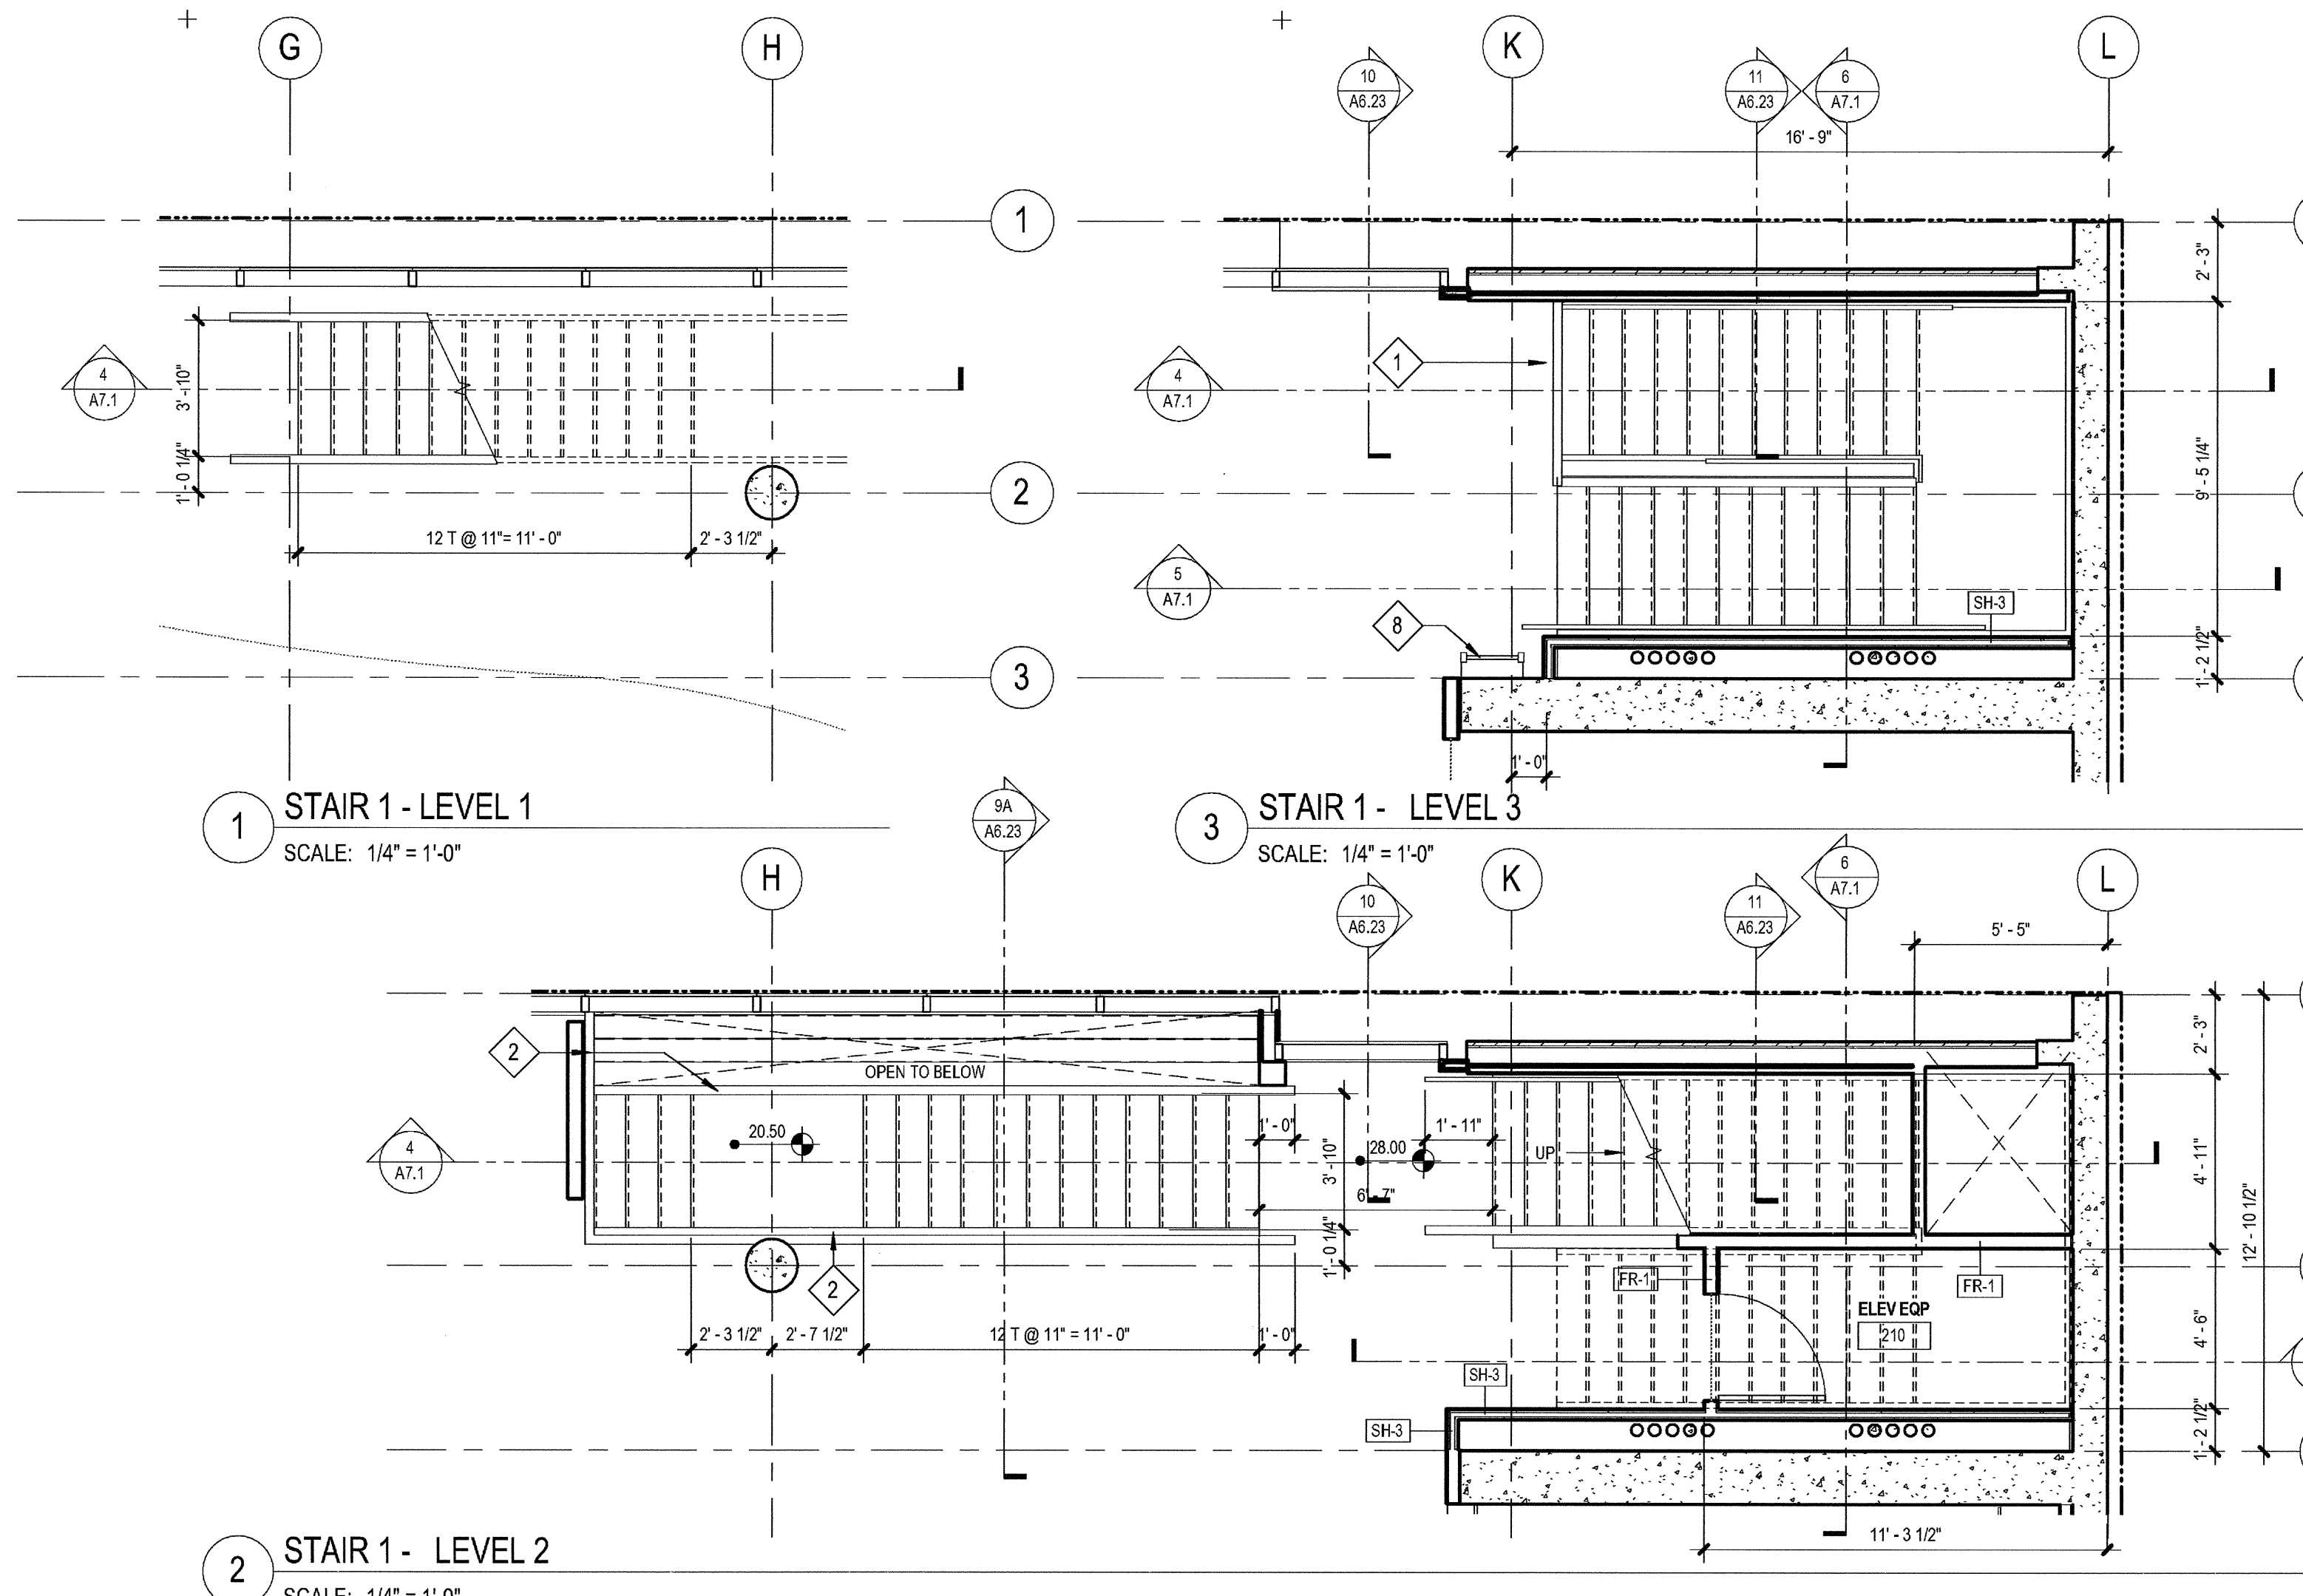 G
H
K
L
10
A6.23
11
A6.23
6
A7.1
16' - 9"
1
2' - 3"
3' - 10"
4
A7.1
1
4
A7.1
1' - 0 1/4"
2
9' - 5 1/4"
12 T @ 11"= 11' - 0"
2' - 3 1/2"
5
A7.1
SH-3
8
3
1' - 2 1/2"
1' - 0"
1
STAIR 1 - LEVEL 1
SCALE: 1/4" = 1'-0"
9A
A6.23
3
STAIR 1 - LEVEL 3
SCALE: 1/4" = 1'-0"
H
K
L
10
A6.23
11
A6.23
6
A7.1
5' - 5"
2' - 3"
2
OPEN TO BELOW
20.50
1' - 0"
3' - 10"
28.00
1' - 11"
UP
4' - 11"
4
A7.1
6' - 7"
1' - 0 1/4"
12' - 10 1/2"
2
FR-1
FR-1
ELEV EQP
210
2' - 3 1/2"
2' - 7 1/2"
12 T @ 11" = 11' - 0"
1' - 0"
4' - 6"
SH-3
SH-3
1' - 2 1/2"
11' - 3 1/2"
2
STAIR 1 - LEVEL 2
SCALE: 1/4" = 1'-0"